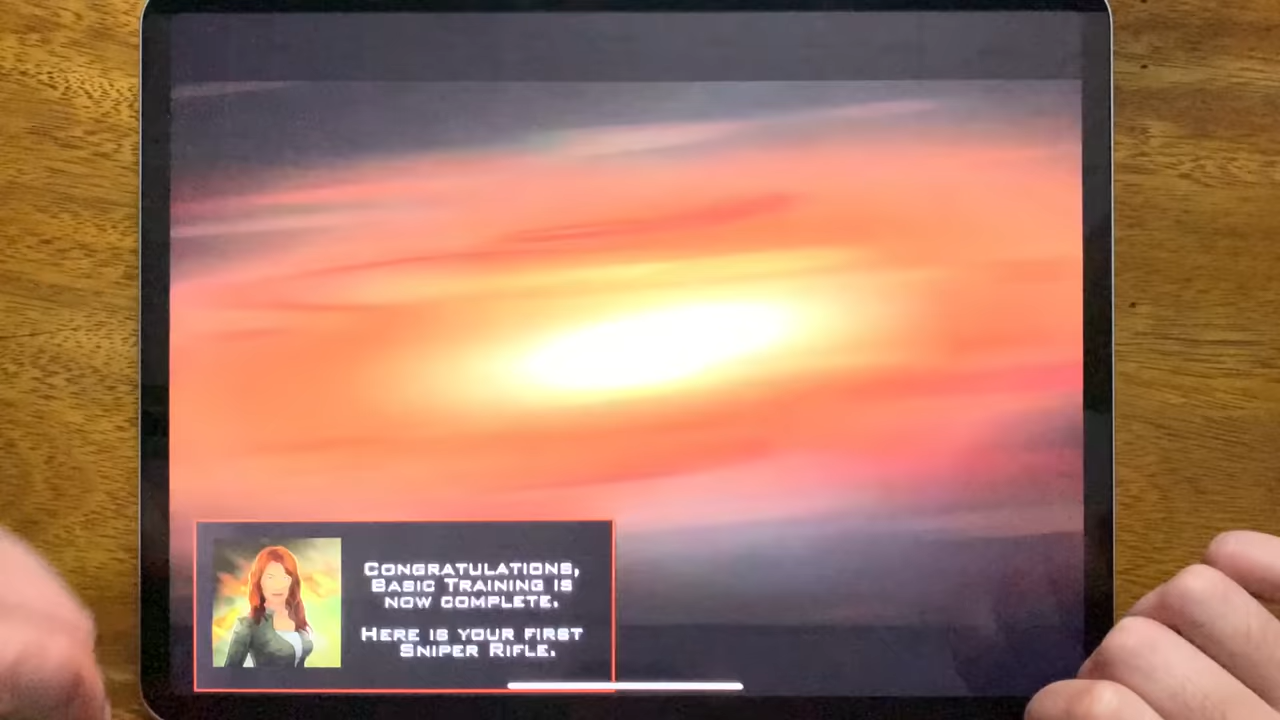 Congratulations,
Basic Training is
now complete.
Here is your first
Sniper Rifle.